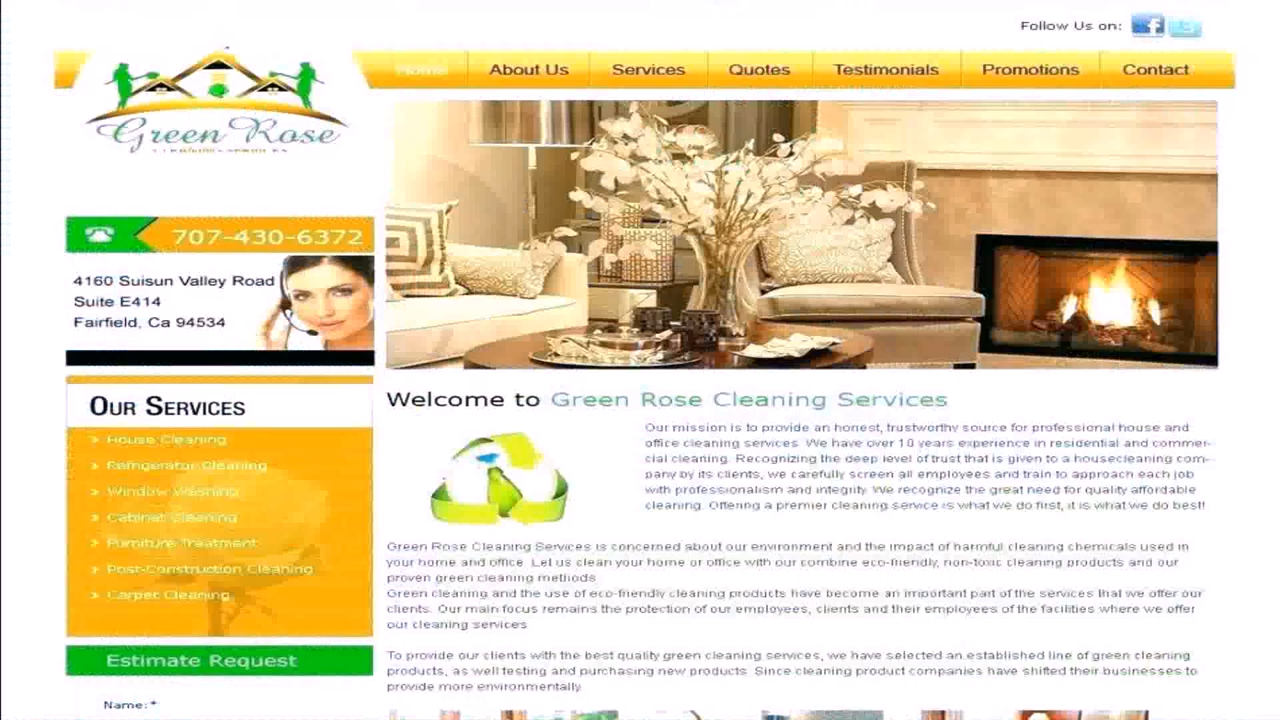 Follow Us on:
Home
About Us
Services
Quotes
Testimonials
Promotions
Contact
Green Rose
707-430-6372
4160 Suisun Valley Road
Suite E414
Fairfield, Ca 94534
Our Services
> House Cleaning
> Refrigerator Cleaning
> Window Washing
> Cabinet Cleaning
> Furniture Treatment
> Post-Construction Cleaning
> Carpet Cleaning
Estimate Request
Name:*
Welcome to Green Rose Cleaning Services
Our mission is to provide an honest, trustworthy source for professional house and
office cleaning services. We have over 10 years experience in residential and commer-
cial cleaning. Recognizing the deep level of trust that is given to a housecleaning com-
pany by its clients, we carefully screen all employees and train to approach each job
with professionalism and integrity. We recognize the great need for quality affordable
cleaning. Offering a premier cleaning service is what we do first, it is what we do best!
Green Rose Cleaning Services is concerned about our environment and the impact of harmful cleaning chemicals used in
your home and office. Let us clean your home or office with our combine eco-friendly, non-toxic cleaning products and our
proven green cleaning methods.
Green cleaning and the use of eco-friendly cleaning products have become an important part of the services that we offer our
clients. Our main focus remains the protection of our employees, clients and their employees of the facilities where we offer
our cleaning services
To provide our clients with the best quality green cleaning services, we have selected an established line of green cleaning
products, as well testing and purchasing new products. Since cleaning product companies have shifted their businesses to
provide more environmentally